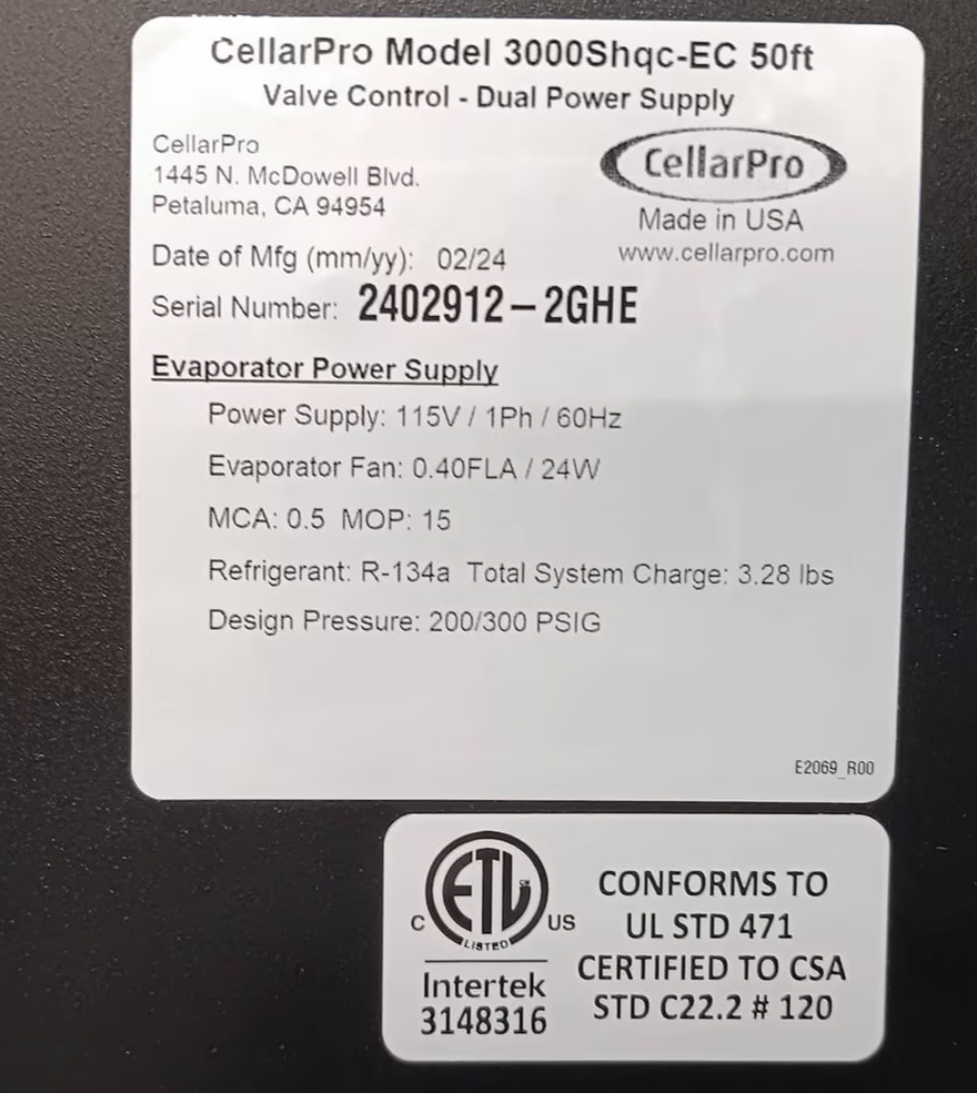 CellarPro Model 3000Shqc-EC 50ft
Valve Control - Dual Power Supply
CellarPro
1445 N. McDowell Blvd.
Petaluma, CA 94954
CellarPro
Made in USA
www.cellarpro.com
Date of Mfg (mm/yy): 02/24
Serial Number: 2402912-2GHE
Evaporator Power Supply
Power Supply: 115V / 1Ph / 60Hz
Evaporator Fan: 0.40FLA / 24W
MCA: 0.5 MOP: 15
Refrigerant: R-134a Total System Charge: 3.28 lbs
Design Pressure: 200/300 PSIG
E2069_R00
ETL
SM
C
US
LISTED
Intertek
3148316
CONFORMS TO
UL STD 471
CERTIFIED TO CSA
STD C22.2 # 120